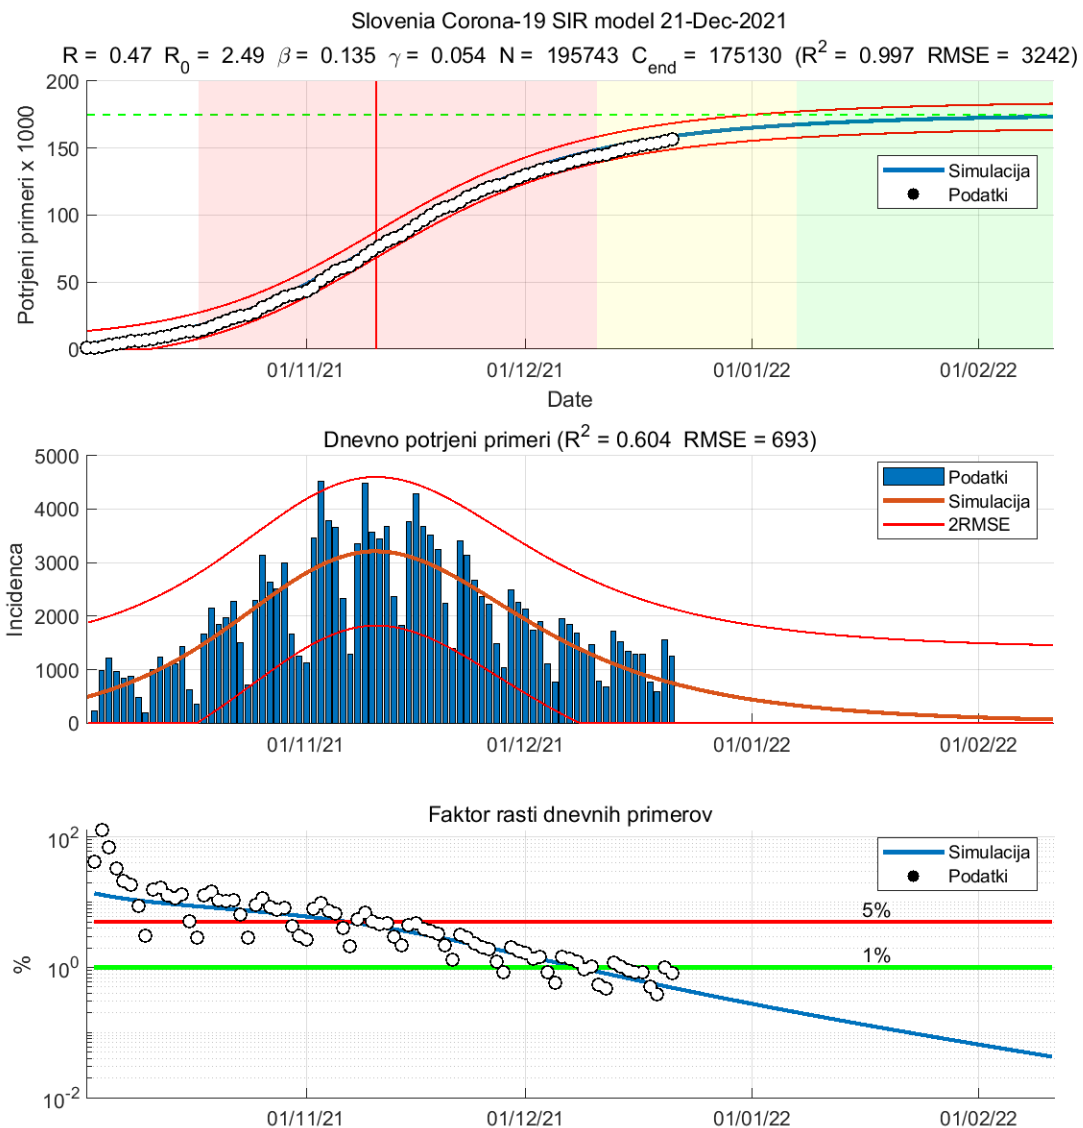 Slovenia Corona-19 SIR model 21-Dec-2021
R = 0.47 R0 = 2.49 β = 0.135 γ = 0.054 N = 195743 Cend = 175130 (R2 = 0.997 RMSE = 3242)
Potrjeni primeri x 1000
200
150
100
50
0
Simulacija
Podatki
01/11/21 01/12/21 01/01/22 01/02/22
Date
Dnevno potrjeni primeri (R2 = 0.604 RMSE = 693)
Incidenca
5000
4000
3000
2000
1000
0
Podatki
Simulacija
2RMSE
01/11/21 01/12/21 01/01/22 01/02/22
Faktor rasti dnevnih primerov
%
102
100
10-2
Simulacija
Podatki
5%
1%
01/11/21 01/12/21 01/01/22 01/02/22